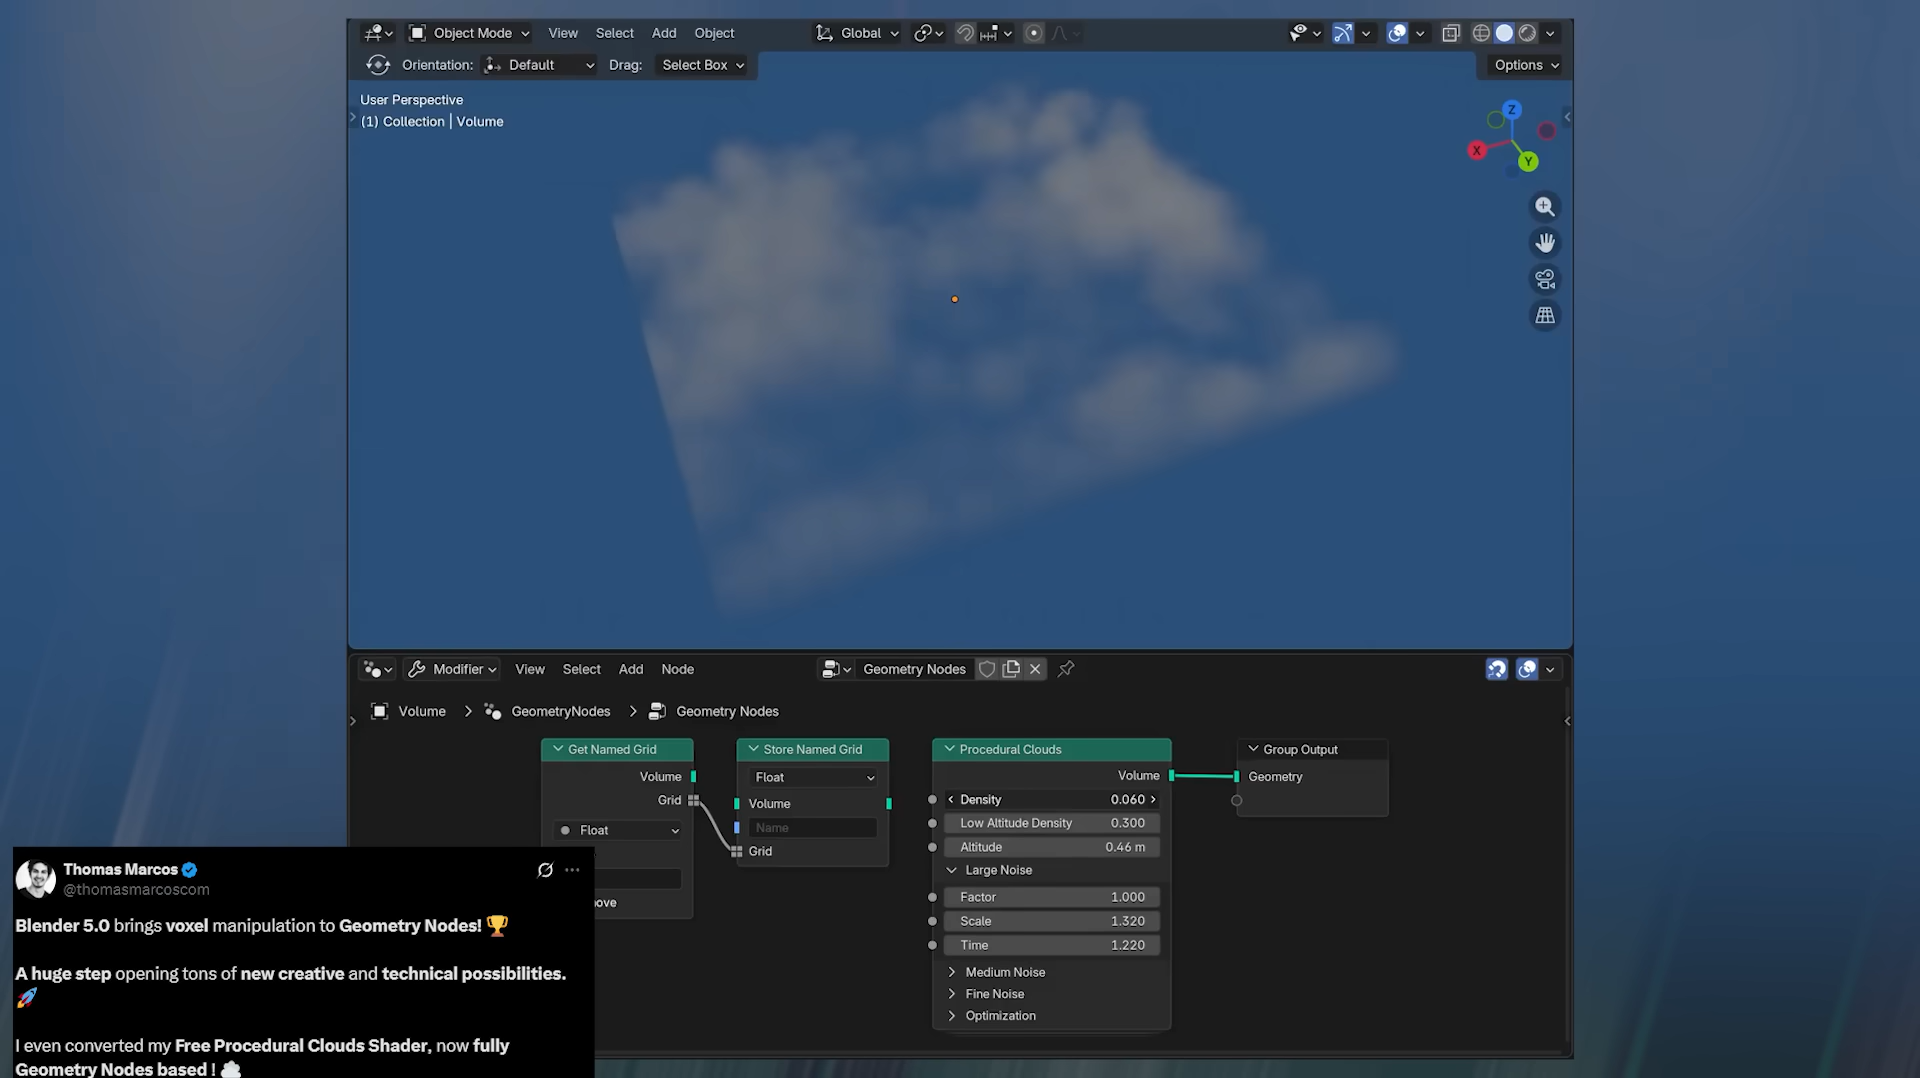 Object Mode View Select Add Object Global
Options
Orientation: Default Drag: Select Box
User Perspective
(1) Collection | Volume
Z
X
Y
Modifier View Select Add Node Geometry Nodes
Volume > GeometryNodes > Geometry Nodes
Get Named Grid
Volume
Grid
Float
ove
Store Named Grid
Float
Volume
Name
Grid
Procedural Clouds
Volume
Density 0.060
Low Altitude Density 0.300
Altitude 0.46 m
Large Noise
Factor 1.000
Scale 1.320
Time 1.220
Medium Noise
Fine Noise
Optimization
Group Output
Geometry
Thomas Marcos
@thomasmarcoscom
Blender 5.0 brings voxel manipulation to Geometry Nodes! 🏆
A huge step opening tons of new creative and technical possibilities.
🚀
I even converted my Free Procedural Clouds Shader, now fully
Geometry Nodes based ! ☁️